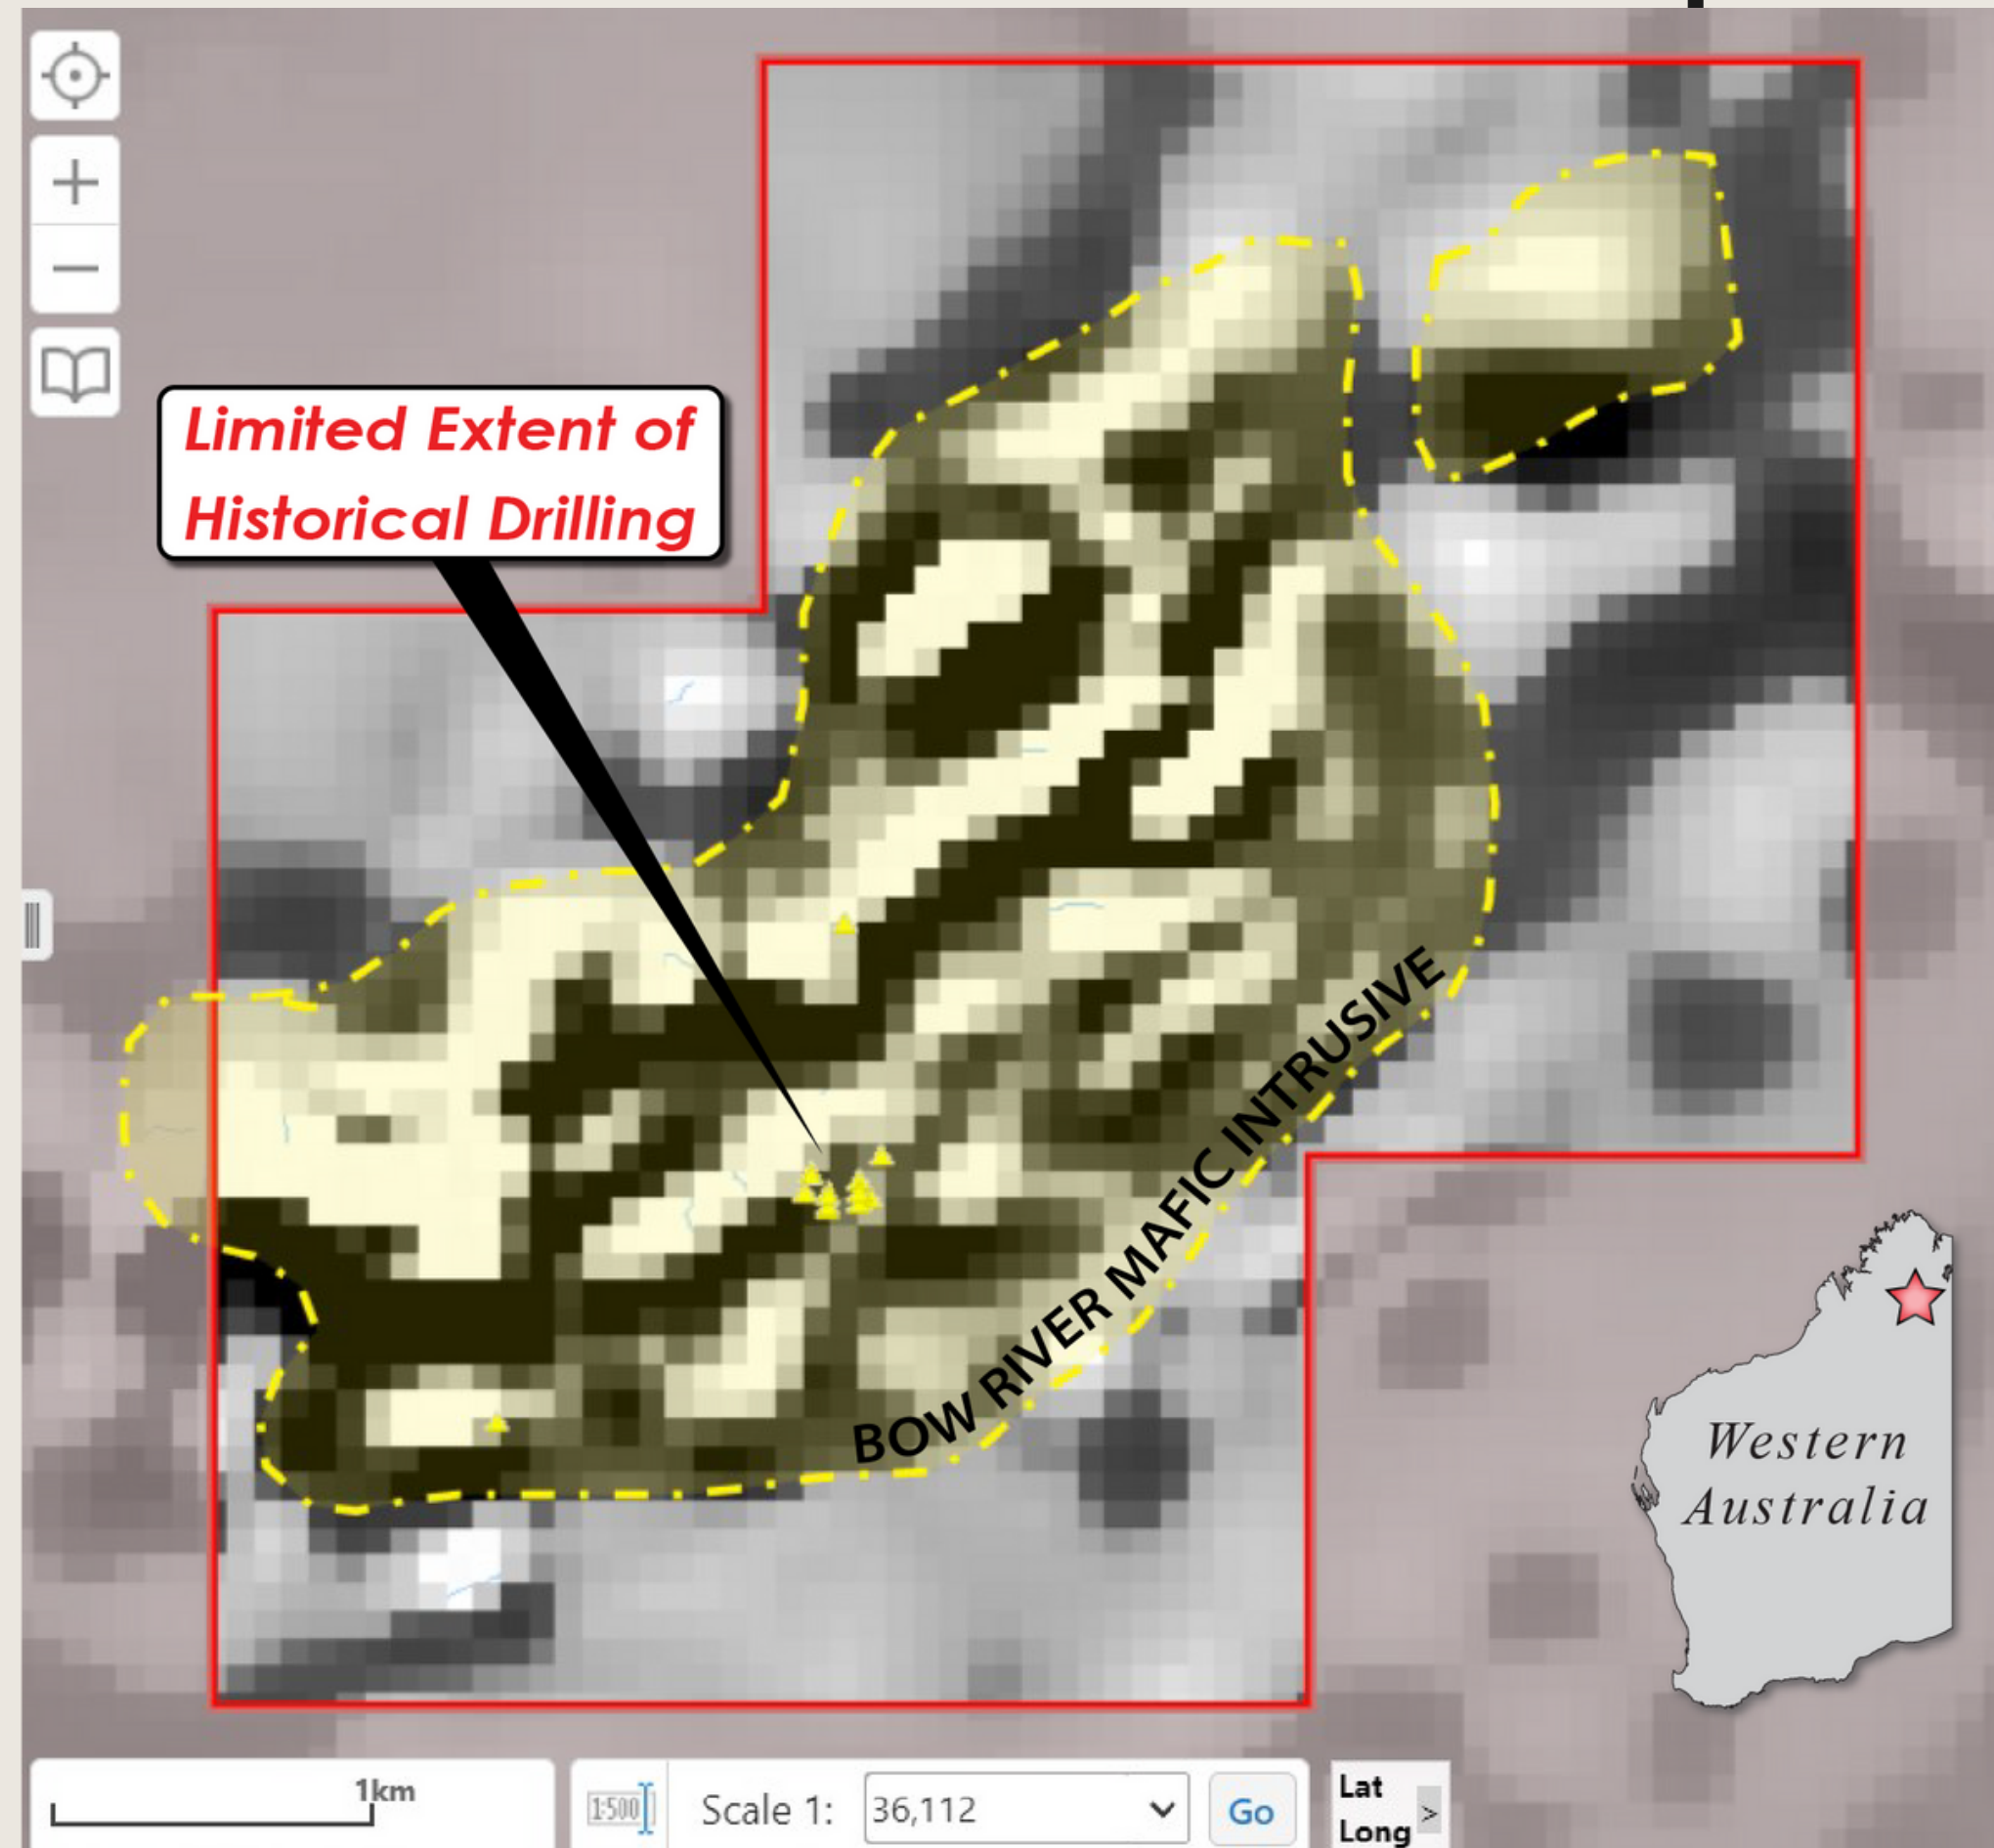 Limited Extent of
Historical Drilling
BOW RIVER MAFIC INTRUSIVE
Western
Australia
1km
1:500
Scale 1:
36,112
Go
Lat
Long
>